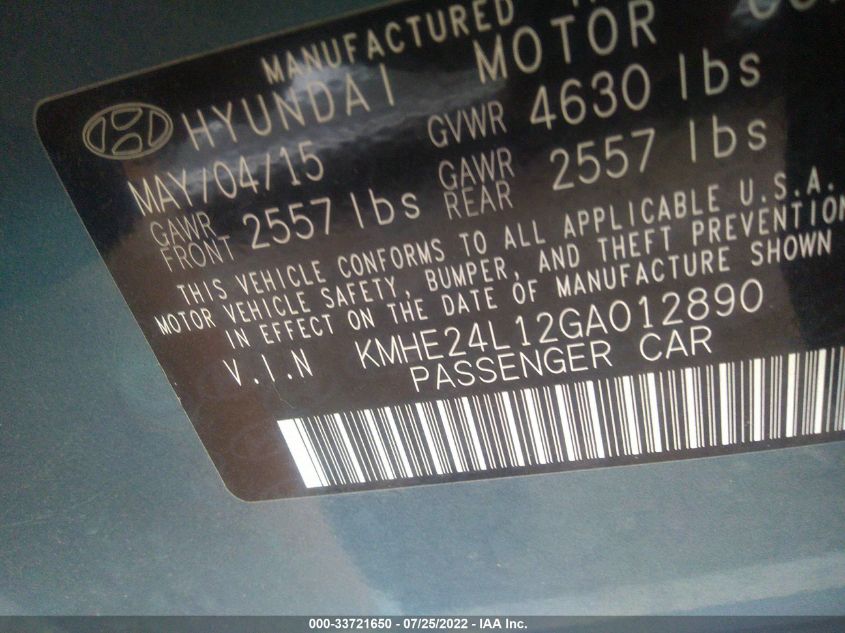 MANUFACTURED
HYUNDAI MOTOR
MAY/04/15 GVWR 4630 lbs
GAWR FRONT 2557 lbs GAWR REAR 2557 lbs
THIS VEHICLE CONFORMS TO ALL APPLICABLE U.S.A.
MOTOR VEHICLE SAFETY, BUMPER, AND THEFT PREVENTION
IN EFFECT ON THE DATE OF MANUFACTURE SHOWN
V.I.N KMHE24L12GA012890
PASSENGER CAR
000-33721650 - 07/25/2022 - IAA Inc.